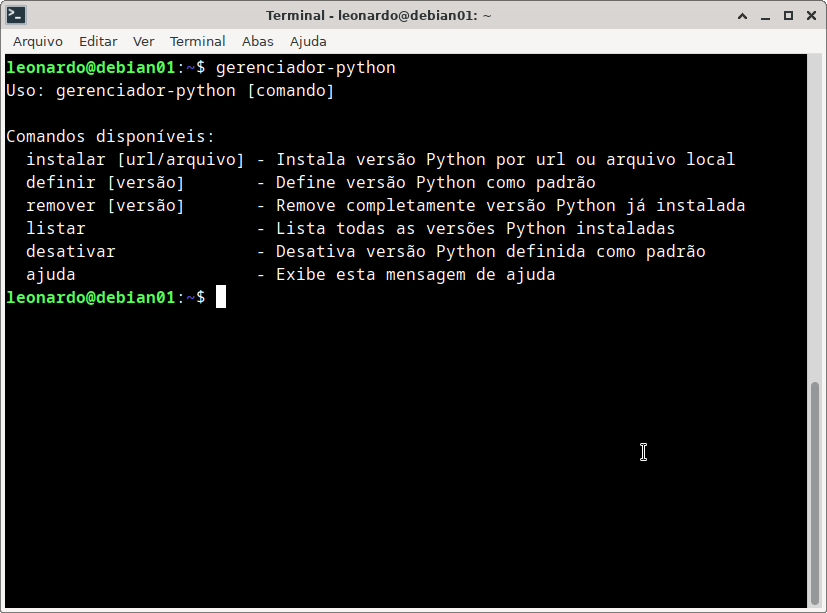 Terminal - leonardo@debian01: ~
Arquivo Editar Ver Terminal Abas Ajuda
leonardo@debian01:~$ gerenciador-python
Uso: gerenciador-python [comando]
Comandos disponíveis:
instalar [url/arquivo] - Instala versão Python por url ou arquivo local
definir [versão] - Define versão Python como padrão
remover [versão] - Remove completamente versão Python já instalada
listar - Lista todas as versões Python instaladas
desativar - Desativa versão Python definida como padrão
ajuda - Exibe esta mensagem de ajuda
leonardo@debian01:~$